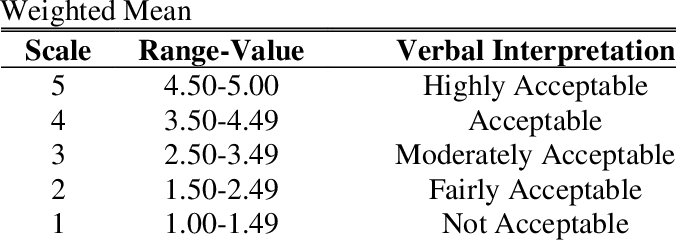 Weighted Mean
Scale Range-Value Verbal Interpretation
5 4.50-5.00 Highly Acceptable
4 3.50-4.49 Acceptable
3 2.50-3.49 Moderately Acceptable
2 1.50-2.49 Fairly Acceptable
1 1.00-1.49 Not Acceptable